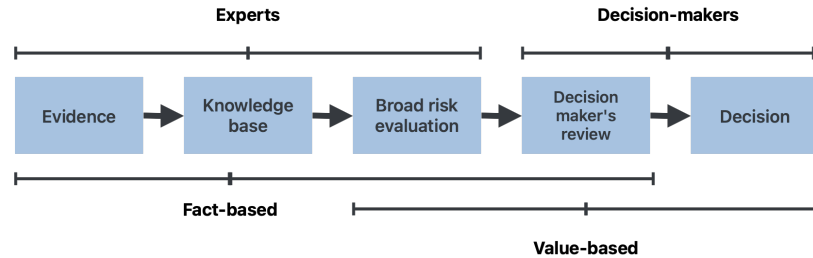 Experts
Decision-makers
Evidence
Knowledge
base
Broad risk
evaluation
Decision
maker's
review
Decision
Fact-based
Value-based